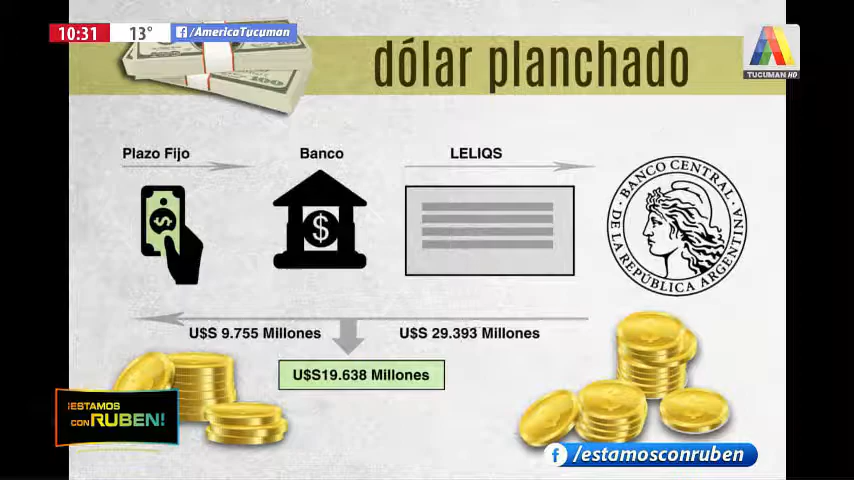 10:31
13°
/AmericaTucuman
dólar planchado
TUCUMAN HD
Plazo Fijo
Banco
LELIQS
$
$
BANCO CENTRAL
DE LA REPÚBLICA ARGENTINA
U$S 9.755 Millones
U$S 29.393 Millones
U$S19.638 Millones
¡ESTAMOS
CON RUBEN!
/estamosconruben